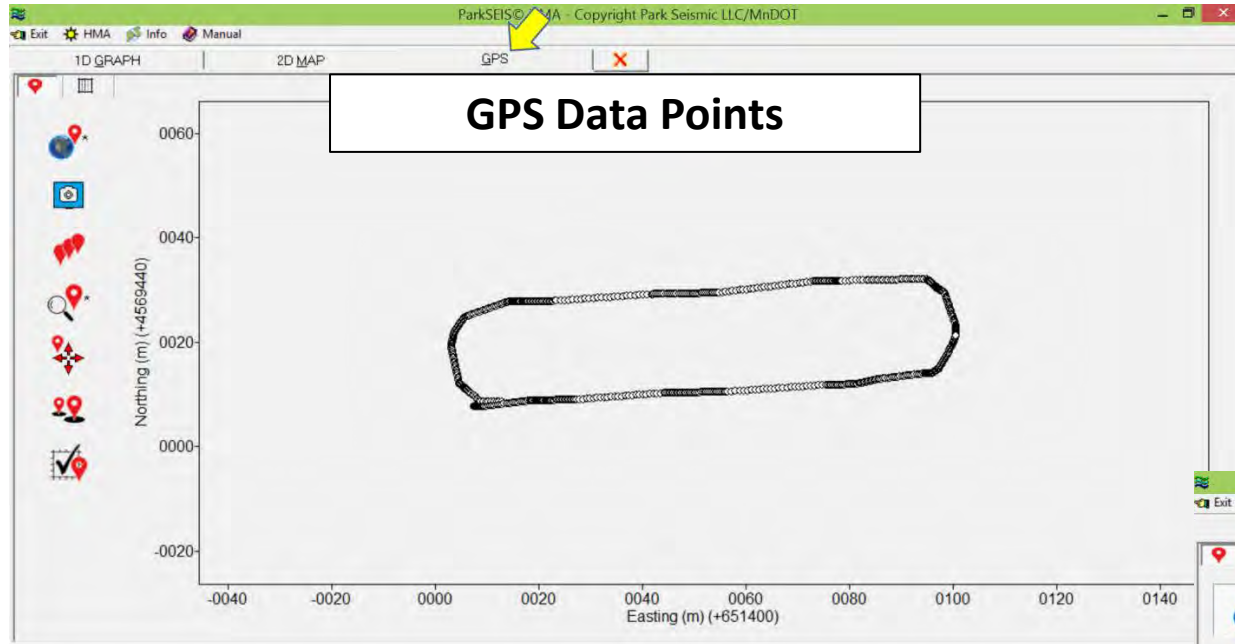 ParkSEIS© MA - Copyright Park Seismic LLC/MnDOT
Exit HMA Info Manual
1D GRAPH 2D MAP GPS
GPS Data Points
0060
0040
0020
0000
-0020
Northing (m) (+4569440)
-0040 -0020 0000 0020 0040 0060 0080 0100 0120 0140
Easting (m) (+651400)
Exit